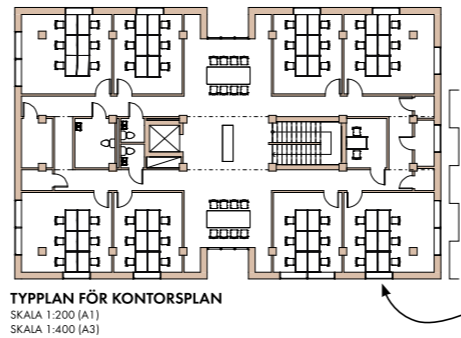 TYPPLAN FÖR KONTORSPLAN
SKALA 1:200 (A1)
SKALA 1:400 (A3)